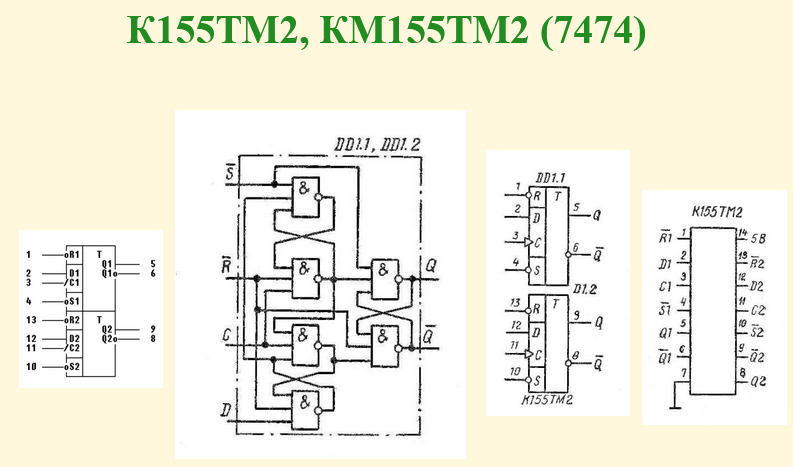 К155ТМ2, КМ155ТМ2 (7474)
1 R1 T
Q1 5
2 D1 Q1 6
3 /C1
4 S1
13 R2 T
Q2 9
12 D2 Q2 8
11 /C2
10 S2
DD1.1, DD1.2
S̅
&
R̅ & & Q
C & & Q̅
&
D
DD1.1
1 R T
2 D 5 Q
3 C
6 Q̅
4 S
D1.2
13 R T
12 D 9 Q
11 C
8 Q̅
10 S
К155ТМ2
К155ТМ2
R̅1 1 14 5В
D1 2 13 R̅2
C1 3 12 D2
S̅1 4 11 C2
Q1 5 10 S̅2
Q̅1 6 9 Q̅2
7 8 Q2